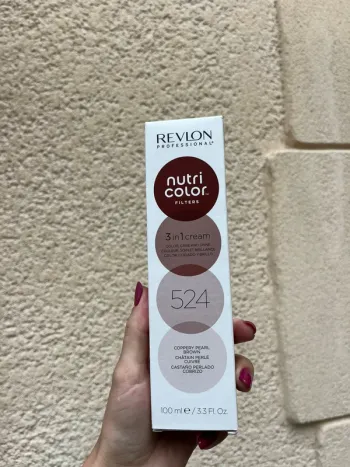 REVLON
PROFESSIONAL
nutri
color™
FILTERS
3 in 1 cream
524
COPPERY PEARL
BROWN
CHÂTAIN PERLÉ
CUIVRÉ
CASTAÑO PERLADO
COBRIZO
100 ml e / 3.3 Fl. Oz.